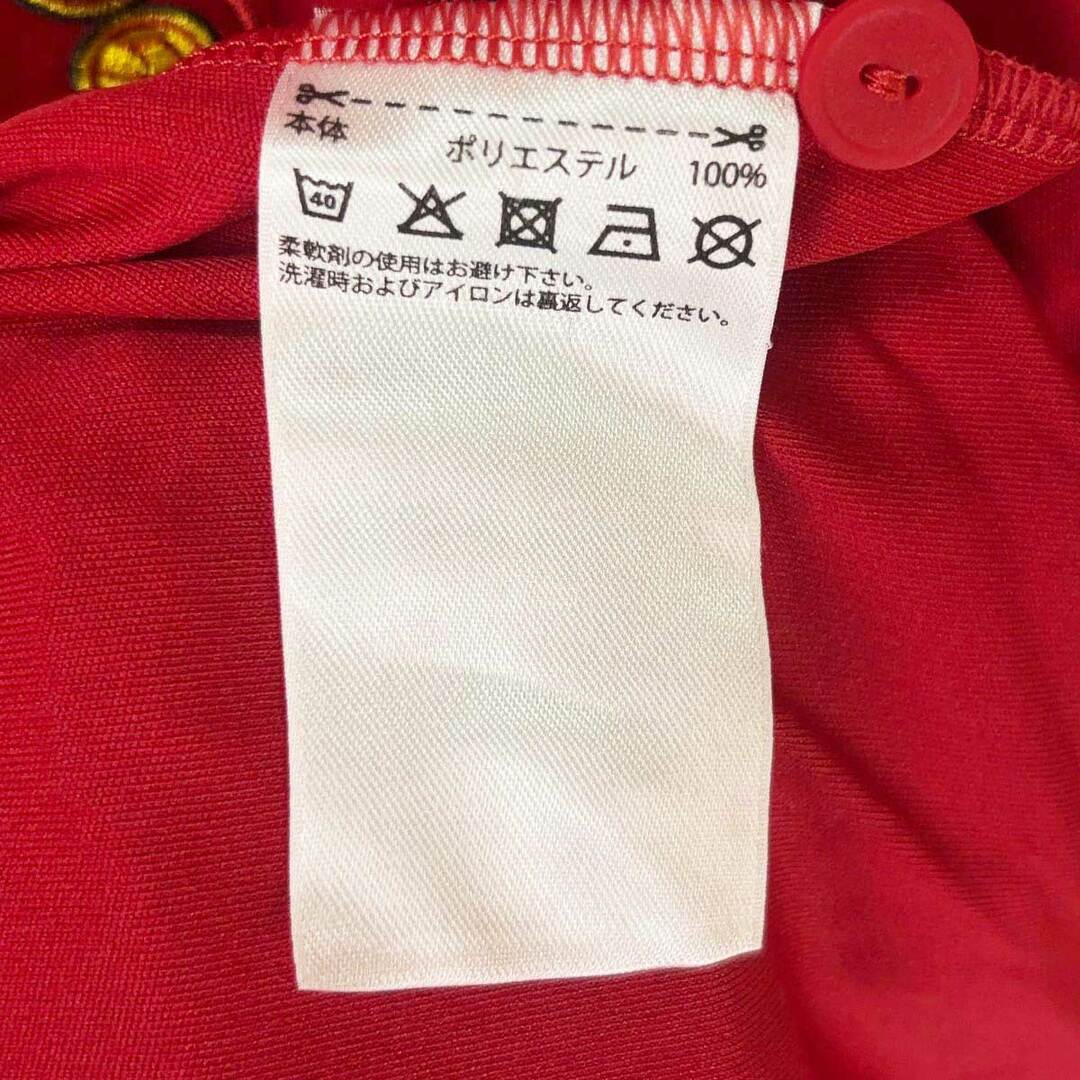 本体 ポリエステル 100%
40
柔軟剤の使用はお避け下さい。
洗濯時およびアイロンは裏返してください。